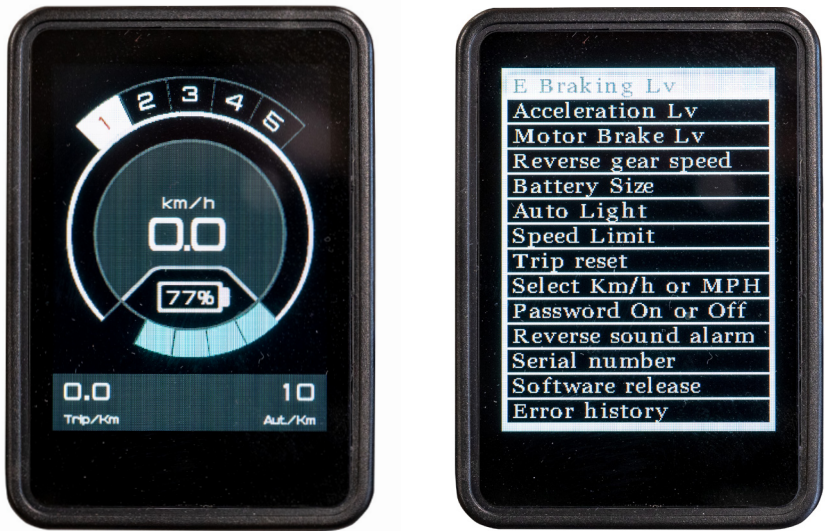 1 2 3 4 5
km/h
0.0
77%
0.0 10
Trip/Km Aut./Km
E Braking Lv
Acceleration Lv
Motor Brake Lv
Reverse gear speed
Battery Size
Auto Light
Speed Limit
Trip reset
Select Km/h or MPH
Password On or Off
Reverse sound alarm
Serial number
Software release
Error history